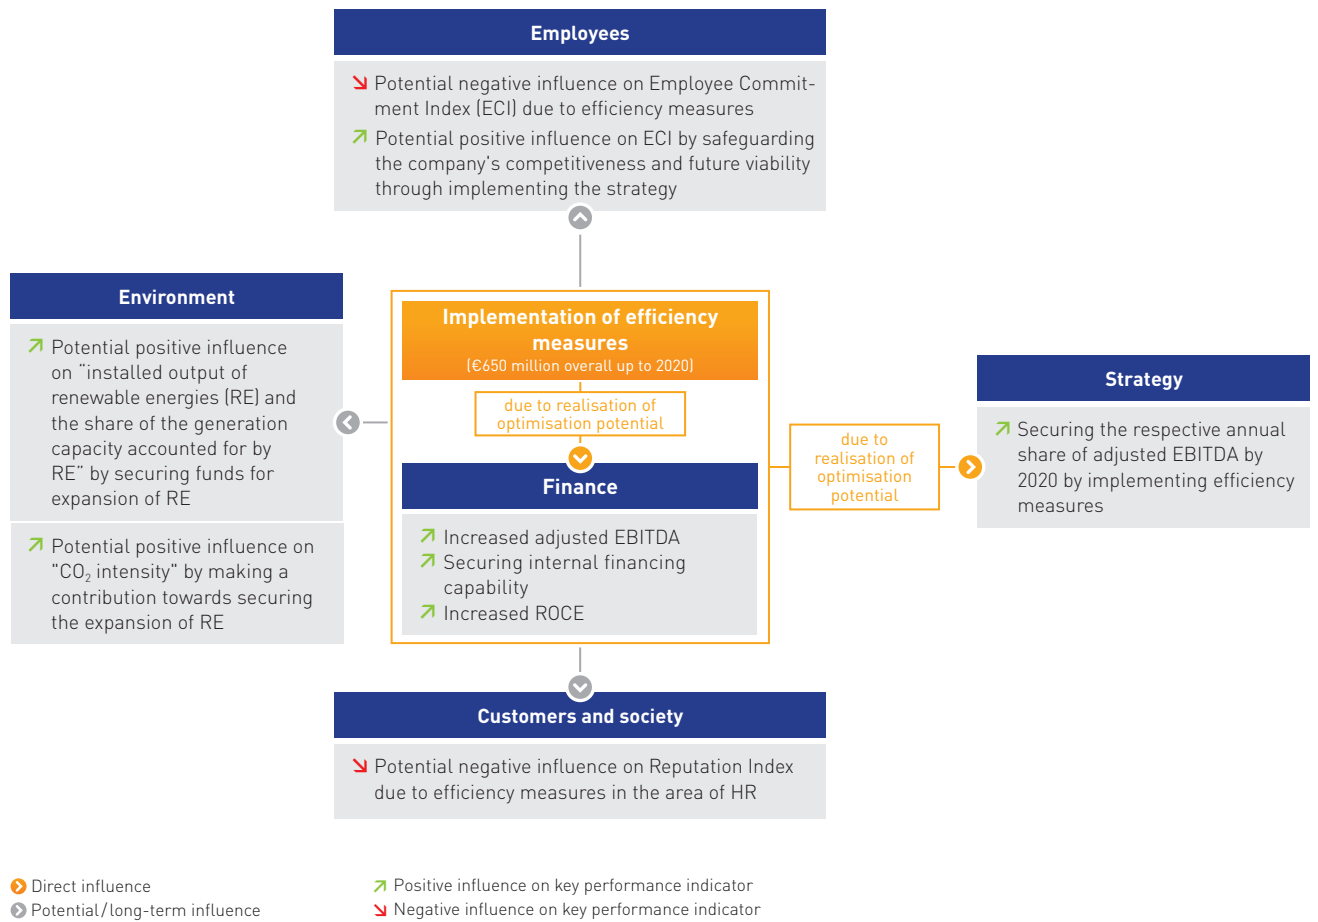 Employees
Potential negative influence on Employee Commit-
ment Index (ECI) due to efficiency measures
Potential positive influence on ECI by safeguarding
the company's competitiveness and future viability
through implementing the strategy
Environment
Potential positive influence
on “installed output of
renewable energies (RE) and
the share of the generation
capacity accounted for by
RE” by securing funds for
expansion of RE
Potential positive influence on
"CO₂ intensity" by making a
contribution towards securing
the expansion of RE
Implementation of efficiency
measures
(€650 million overall up to 2020)
due to realisation of
optimisation potential
Finance
Increased adjusted EBITDA
Securing internal financing
capability
Increased ROCE
due to
realisation of
optimisation
potential
Strategy
Securing the respective annual
share of adjusted EBITDA by
2020 by implementing efficiency
measures
Customers and society
Potential negative influence on Reputation Index
due to efficiency measures in the area of HR
Direct influence
Potential/long-term influence
Positive influence on key performance indicator
Negative influence on key performance indicator